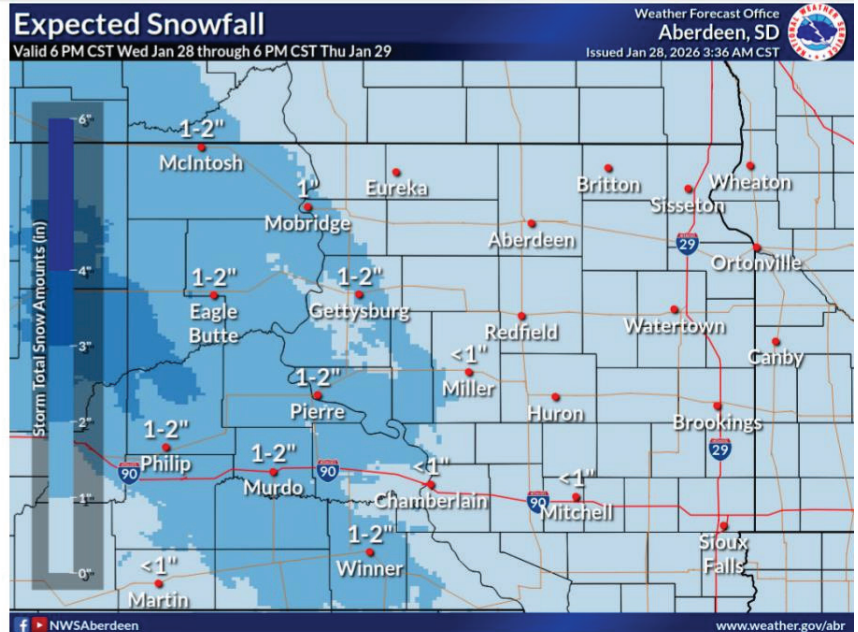 Expected Snowfall
Valid 6 PM CST Wed Jan 28 through 6 PM CST Thu Jan 29
Weather Forecast Office
Aberdeen, SD
Issued Jan 28, 2026 3:36 AM CST
NATIONAL WEATHER SERVICE
Storm Total Snow Amounts (in)
6"
4"
3"
2"
1"
0"
1-2"
McIntosh
1"
Mobridge
Eureka
Britton
Sisseton
Wheaton
Aberdeen
29
Ortonville
1-2"
Eagle
Butte
1-2"
Gettysburg
Redfield
Watertown
Canby
<1"
Miller
1-2"
Pierre
Huron
Brookings
29
1-2"
Philip
90
1-2"
Murdo
90
<1"
Chamberlain
90
<1"
Mitchell
Sioux
Falls
1-2"
Winner
<1"
Martin
NWSAberdeen
www.weather.gov/abr